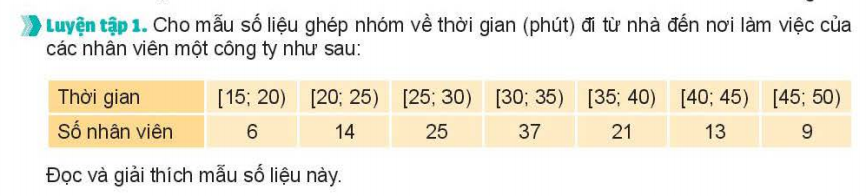 Luyện tập 1. Cho mẫu số liệu ghép nhóm về thời gian (phút) đi từ nhà đến nơi làm việc của
các nhân viên một công ty như sau:
Thời gian [15; 20) [20; 25) [25; 30) [30; 35) [35; 40) [40; 45) [45; 50)
Số nhân viên 6 14 25 37 21 13 9
Đọc và giải thích mẫu số liệu này.